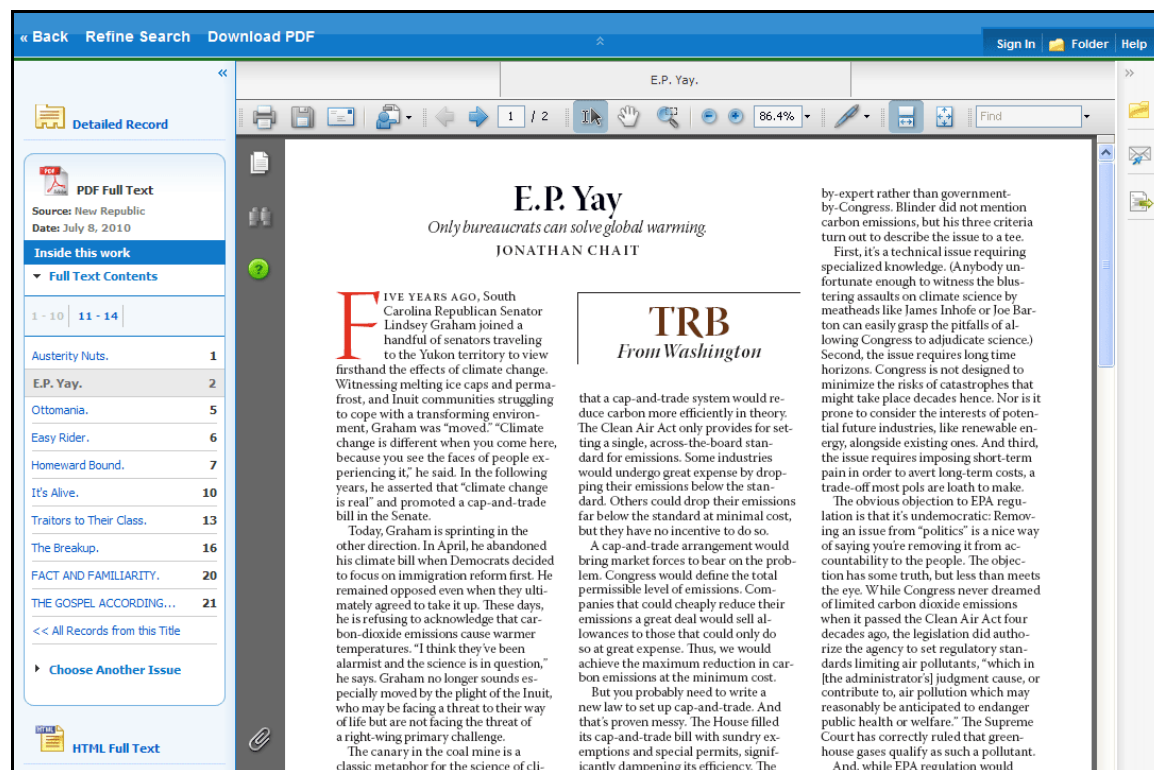 « Back Refine Search Download PDF
Sign In Folder Help
«
Detailed Record
PDF
PDF Full Text
Source: New Republic
Date: July 8, 2010
Inside this work
Full Text Contents
1 - 10 11 - 14
Austerity Nuts. 1
E.P. Yay. 2
Ottomania. 5
Easy Rider. 6
Homeward Bound. 7
It's Alive. 10
Traitors to Their Class. 13
The Breakup. 16
FACT AND FAMILIARITY. 20
THE GOSPEL ACCORDING... 21
<< All Records from this Title
Choose Another Issue
HTML
HTML Full Text
E.P. Yay.
»
1 / 2
86.4%
Find
?
E.P. Yay
Only bureaucrats can solve global warming.
JONATHAN CHAIT
FIVE YEARS AGO, South
Carolina Republican Senator
Lindsey Graham joined a
handful of senators traveling
to the Yukon territory to view
firsthand the effects of climate change.
Witnessing melting ice caps and perma-
frost, and Inuit communities struggling
to cope with a transforming environ-
ment, Graham was "moved." "Climate
change is different when you come here,
because you see the faces of people ex-
periencing it," he said. In the following
years, he asserted that "climate change
is real" and promoted a cap-and-trade
bill in the Senate.
Today, Graham is sprinting in the
other direction. In April, he abandoned
his climate bill when Democrats decided
to focus on immigration reform first. He
remained opposed even when they ulti-
mately agreed to take it up. These days,
he is refusing to acknowledge that car-
bon-dioxide emissions cause warmer
temperatures. "I think they've been
alarmist and the science is in question,"
he says. Graham no longer sounds es-
pecially moved by the plight of the Inuit,
who may be facing a threat to their way
of life but are not facing the threat of
a right-wing primary challenge.
The canary in the coal mine is a
classic metaphor for the science of cli-
TRB
From Washington
that a cap-and-trade system would re-
duce carbon more efficiently in theory.
The Clean Air Act only provides for set-
ting a single, across-the-board stan-
dard for emissions. Some industries
would undergo great expense by drop-
ping their emissions below the stan-
dard. Others could drop their emissions
far below the standard at minimal cost,
but they have no incentive to do so.
A cap-and-trade arrangement would
bring market forces to bear on the prob-
lem. Congress would define the total
permissible level of emissions. Com-
panies that could cheaply reduce their
emissions a great deal would sell al-
lowances to those that could only do
so at great expense. Thus, we would
achieve the maximum reduction in car-
bon emissions at the minimum cost.
But you probably need to write a
new law to set up cap-and-trade. And
that's proven messy. The House filled
its cap-and-trade bill with sundry ex-
emptions and special permits, signif-
icantly dampening its efficiency. The
by-expert rather than government-
by-Congress. Blinder did not mention
carbon emissions, but his three criteria
turn out to describe the issue to a tee.
First, it's a technical issue requiring
specialized knowledge. (Anybody un-
fortunate enough to witness the blus-
tering assaults on climate science by
meatheads like James Inhofe or Joe Bar-
ton can easily grasp the pitfalls of al-
lowing Congress to adjudicate science.)
Second, the issue requires long time
horizons. Congress is not designed to
minimize the risks of catastrophes that
might take place decades hence. Nor is it
prone to consider the interests of poten-
tial future industries, like renewable en-
ergy, alongside existing ones. And third,
the issue requires imposing short-term
pain in order to avert long-term costs, a
trade-off most pols are loath to make.
The obvious objection to EPA regu-
lation is that it's undemocratic: Remov-
ing an issue from "politics" is a nice way
of saying you're removing it from ac-
countability to the people. The objec-
tion has some truth, but less than meets
the eye. While Congress never dreamed
of limited carbon dioxide emissions
when it passed the Clean Air Act four
decades ago, the legislation did autho-
rize the agency to set regulatory stan-
dards limiting air pollutants, "which in
[the administrator's] judgment cause, or
contribute to, air pollution which may
reasonably be anticipated to endanger
public health or welfare." The Supreme
Court has correctly ruled that green-
house gases qualify as such a pollutant.
And, while EPA regulation would